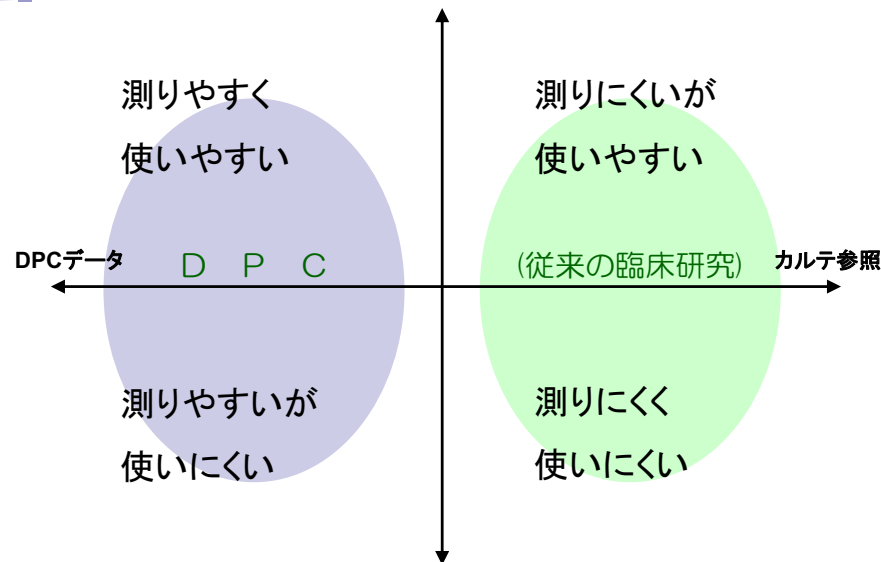 測りやすく
使いやすい
測りにくいが
使いやすい
DPCデータ
D P C
(従来の臨床研究)
カルテ参照
測りやすいが
使いにくい
測りにくく
使いにくい